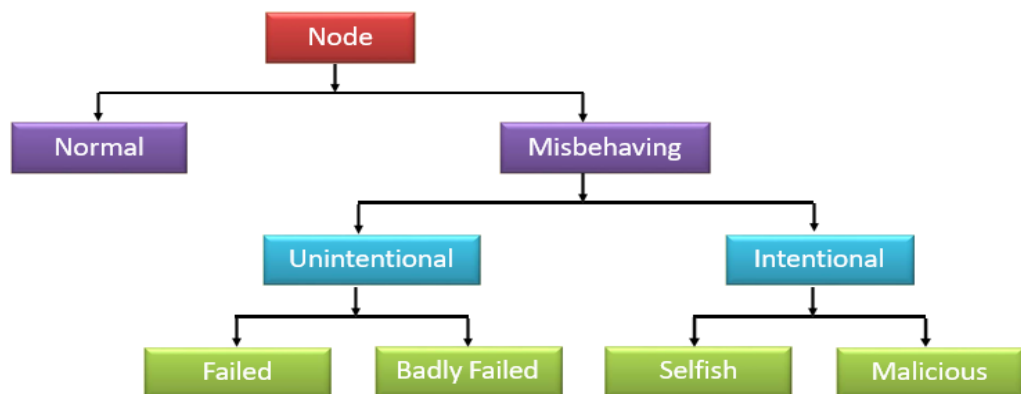 Node
Normal
Misbehaving
Unintentional
Intentional
Failed
Badly Failed
Selfish
Malicious